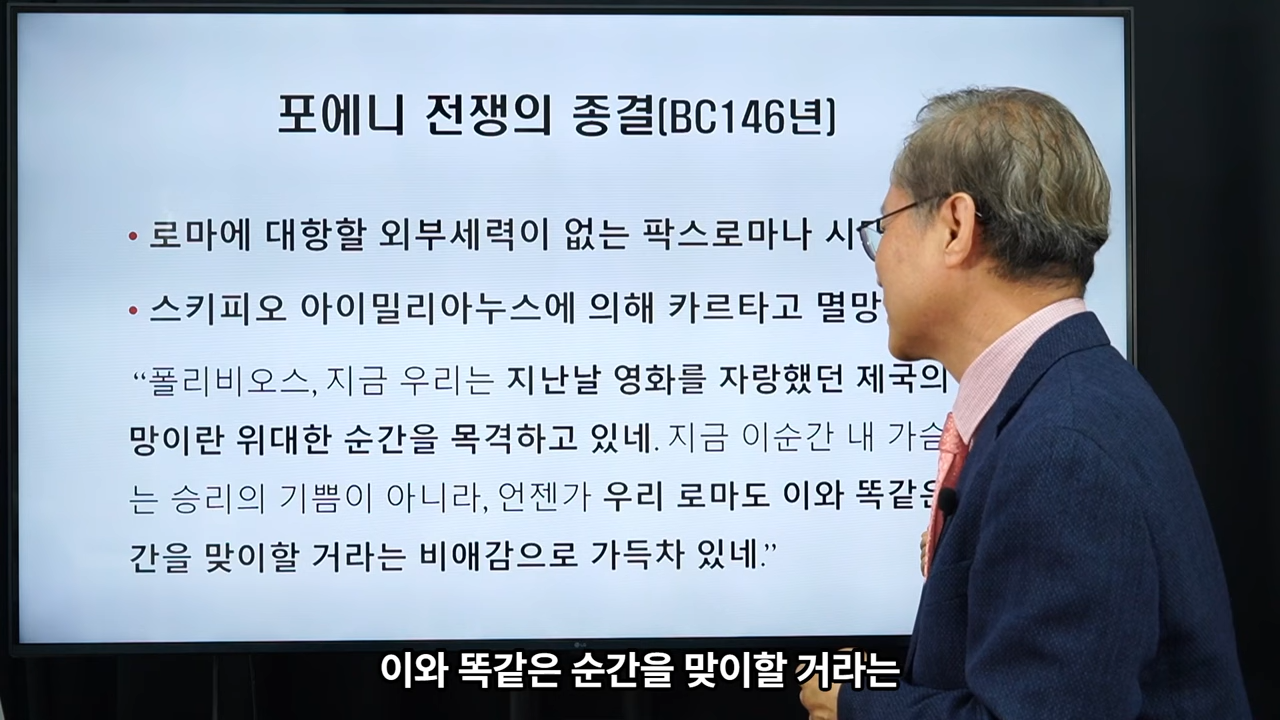 포에니 전쟁의 종결(BC146년)
• 로마에 대항할 외부세력이 없는 팍스로마나
• 스키피오 아이밀리아누스에 의해 카르타고 멸망
“폴리비오스, 지금 우리는 지난날 영화를 자랑했던 제국의
망이란 위대한 순간을 목격하고 있네. 지금 이순간 내
는 승리의 기쁨이 아니라, 언젠가 우리 로마도 이와 똑같은
간을 맞이할 거라는 비애감으로 가득차 있네.”
LG
이와 똑같은 순간을 맞이할 거라는